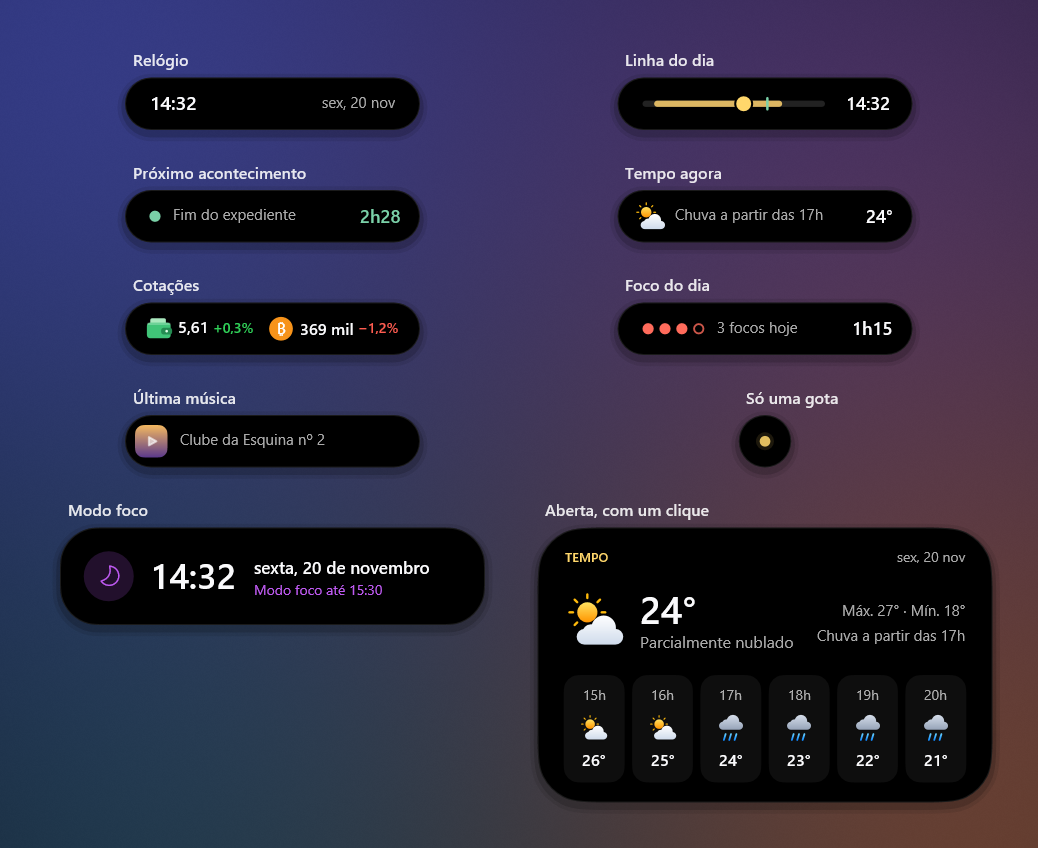 Relógio
14:32 sex, 20 nov
Linha do dia
14:32
Próximo acontecimento
Fim do expediente 2h28
Tempo agora
Chuva a partir das 17h 24°
Cotações
5,61 +0,3% 369 mil −1,2%
Foco do dia
3 focos hoje 1h15
Última música
Clube da Esquina nº 2
Só uma gota
Modo foco
14:32
sexta, 20 de novembro
Modo foco até 15:30
Aberta, com um clique
TEMPO sex, 20 nov
24°
Parcialmente nublado
Máx. 27° · Mín. 18°
Chuva a partir das 17h
15h 16h 17h 18h 19h 20h
26° 25° 24° 23° 22° 21°